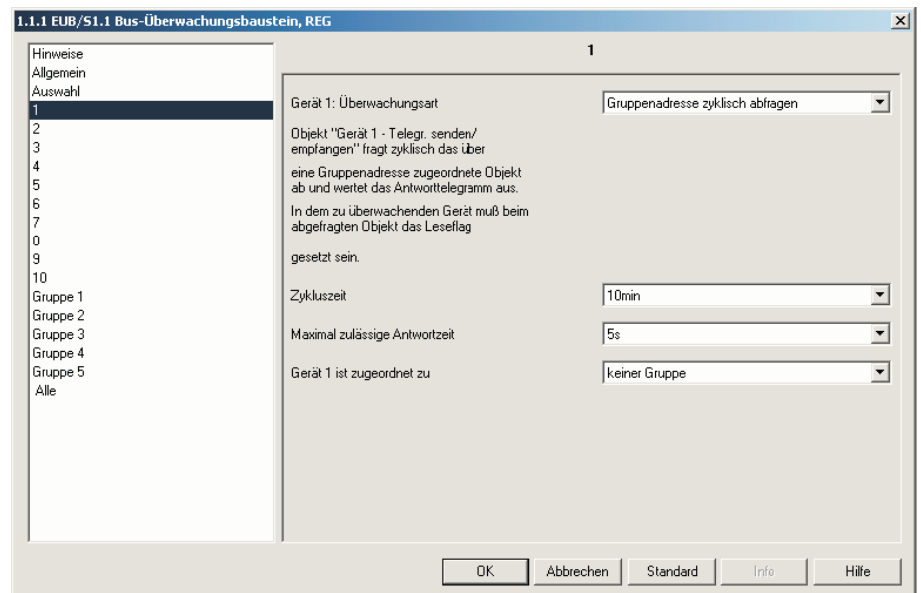 1.1.1 EUB/S1.1 Bus-Überwachungsbaustein, REG
Hinweise
Allgemein
Auswahl
1
2
3
4
5
6
7
0
9
10
Gruppe 1
Gruppe 2
Gruppe 3
Gruppe 4
Gruppe 5
Alle
1
Gerät 1: Überwachungsart
Gruppenadresse zyklisch abfragen
Objekt "Gerät 1 - Telegr. senden/
empfangen" fragt zyklisch das über
eine Gruppenadresse zugeordnete Objekt
ab und wertet das Antworttelegramm aus.
In dem zu überwachenden Gerät muß beim
abgefragten Objekt das Leseflag
gesetzt sein.
Zykluszeit
10min
Maximal zulässige Antwortzeit
5s
Gerät 1 ist zugeordnet zu
keiner Gruppe
OK
Abbrechen
Standard
Info
Hilfe